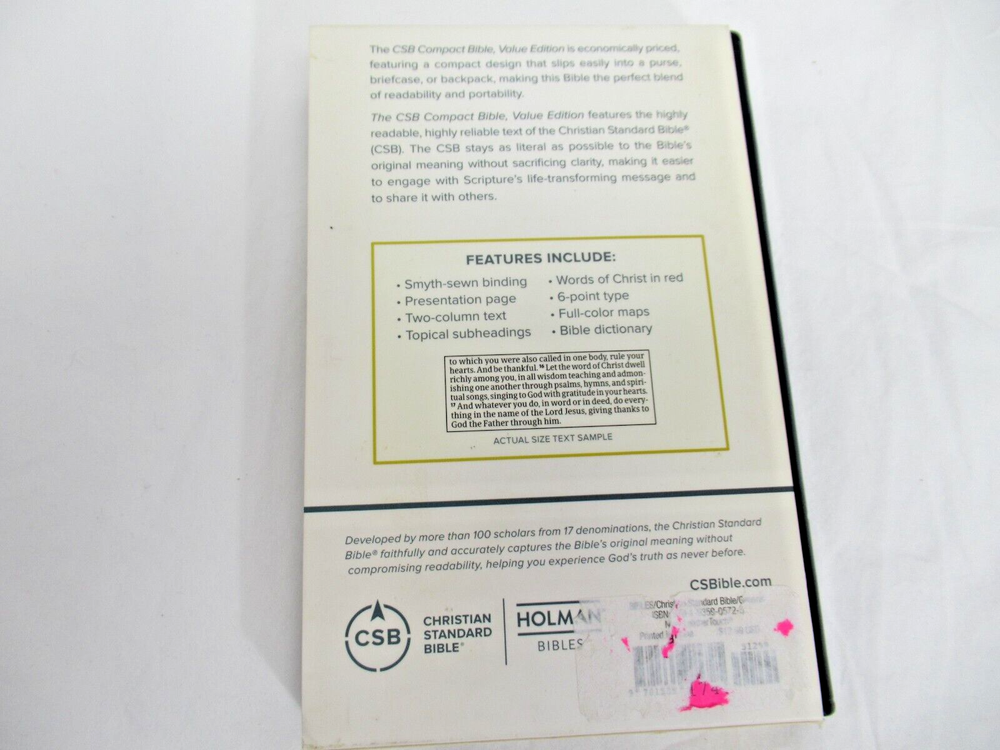 The CSB Compact Bible, Value Edition is economically priced,
featuring a compact design that slips easily into a purse,
briefcase, or backpack, making this Bible the perfect blend
of readability and portability.
The CSB Compact Bible, Value Edition features the highly
readable, highly reliable text of the Christian Standard Bible®
(CSB). The CSB stays as literal as possible to the Bible's
original meaning without sacrificing clarity, making it easier
to engage with Scripture's life-transforming message and
to share it with others.
FEATURES INCLUDE:
• Smyth-sewn binding
• Presentation page
• Two-column text
• Topical subheadings
• Words of Christ in red
• 6-point type
• Full-color maps
• Bible dictionary
to which you were also called in one body, rule your
hearts. And be thankful. 16 Let the word of Christ dwell
richly among you, in all wisdom teaching and admon-
ishing one another through psalms, hymns, and spiri-
tual songs, singing to God with gratitude in your hearts.
17 And whatever you do, in word or in deed, do every-
thing in the name of the Lord Jesus, giving thanks to
God the Father through him.
ACTUAL SIZE TEXT SAMPLE
Developed by more than 100 scholars from 17 denominations, the Christian Standard
Bible® faithfully and accurately captures the Bible's original meaning without
compromising readability, helping you experience God's truth as never before.
CSBible.com
CSB
CHRISTIAN
STANDARD
BIBLE®
HOLMAN
BIBLES